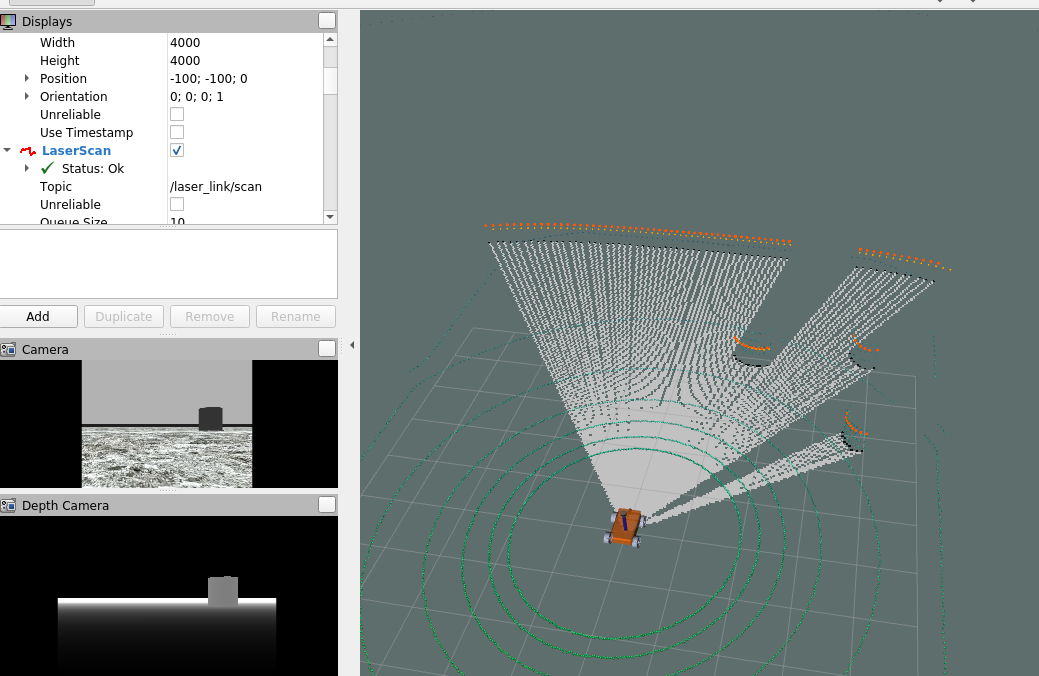 Displays
Width 4000
Height 4000
Position -100; -100; 0
Orientation 0; 0; 0; 1
Unreliable
Use Timestamp
LaserScan
Status: Ok
Topic /laser_link/scan
Unreliable
Queue Size 10
Add Duplicate Remove Rename
Camera
Depth Camera